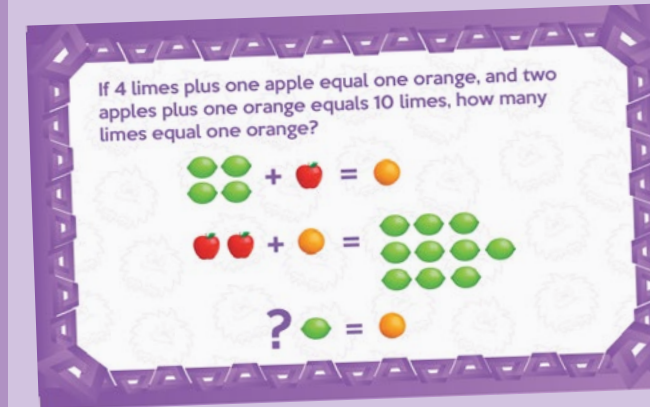 If 4 limes plus one apple equal one orange, and two
apples plus one orange equals 10 limes, how many
limes equal one orange?
+ =
+ =
? =